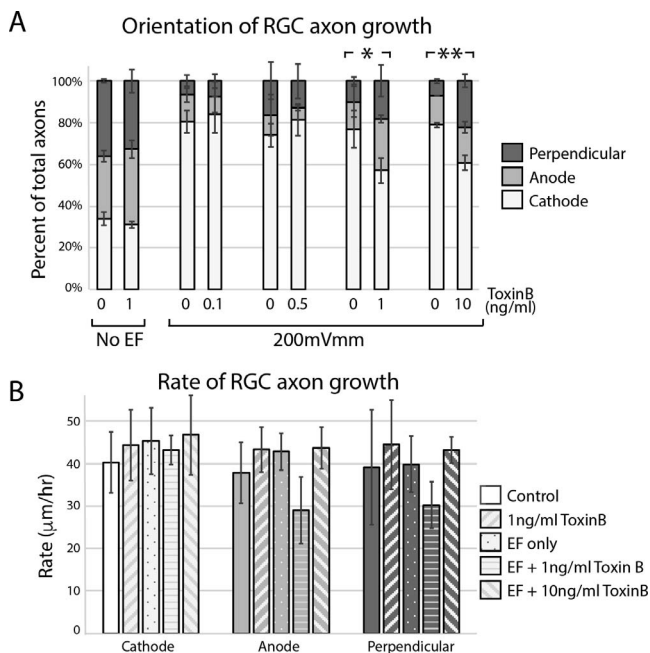 A
Orientation of RGC axon growth
* **
100%
80%
60%
40%
20%
0%
Percent of total axons
Perpendicular
Anode
Cathode
0 1 0 0.1 0 0.5 0 1 0 10
ToxinB
(ng/ml)
No EF 200mVmm
B
Rate of RGC axon growth
50
40
30
20
10
0
Rate (μm/hr)
Control
1ng/ml ToxinB
EF only
EF + 1ng/ml Toxin B
EF + 10ng/ml ToxinB
Cathode Anode Perpendicular